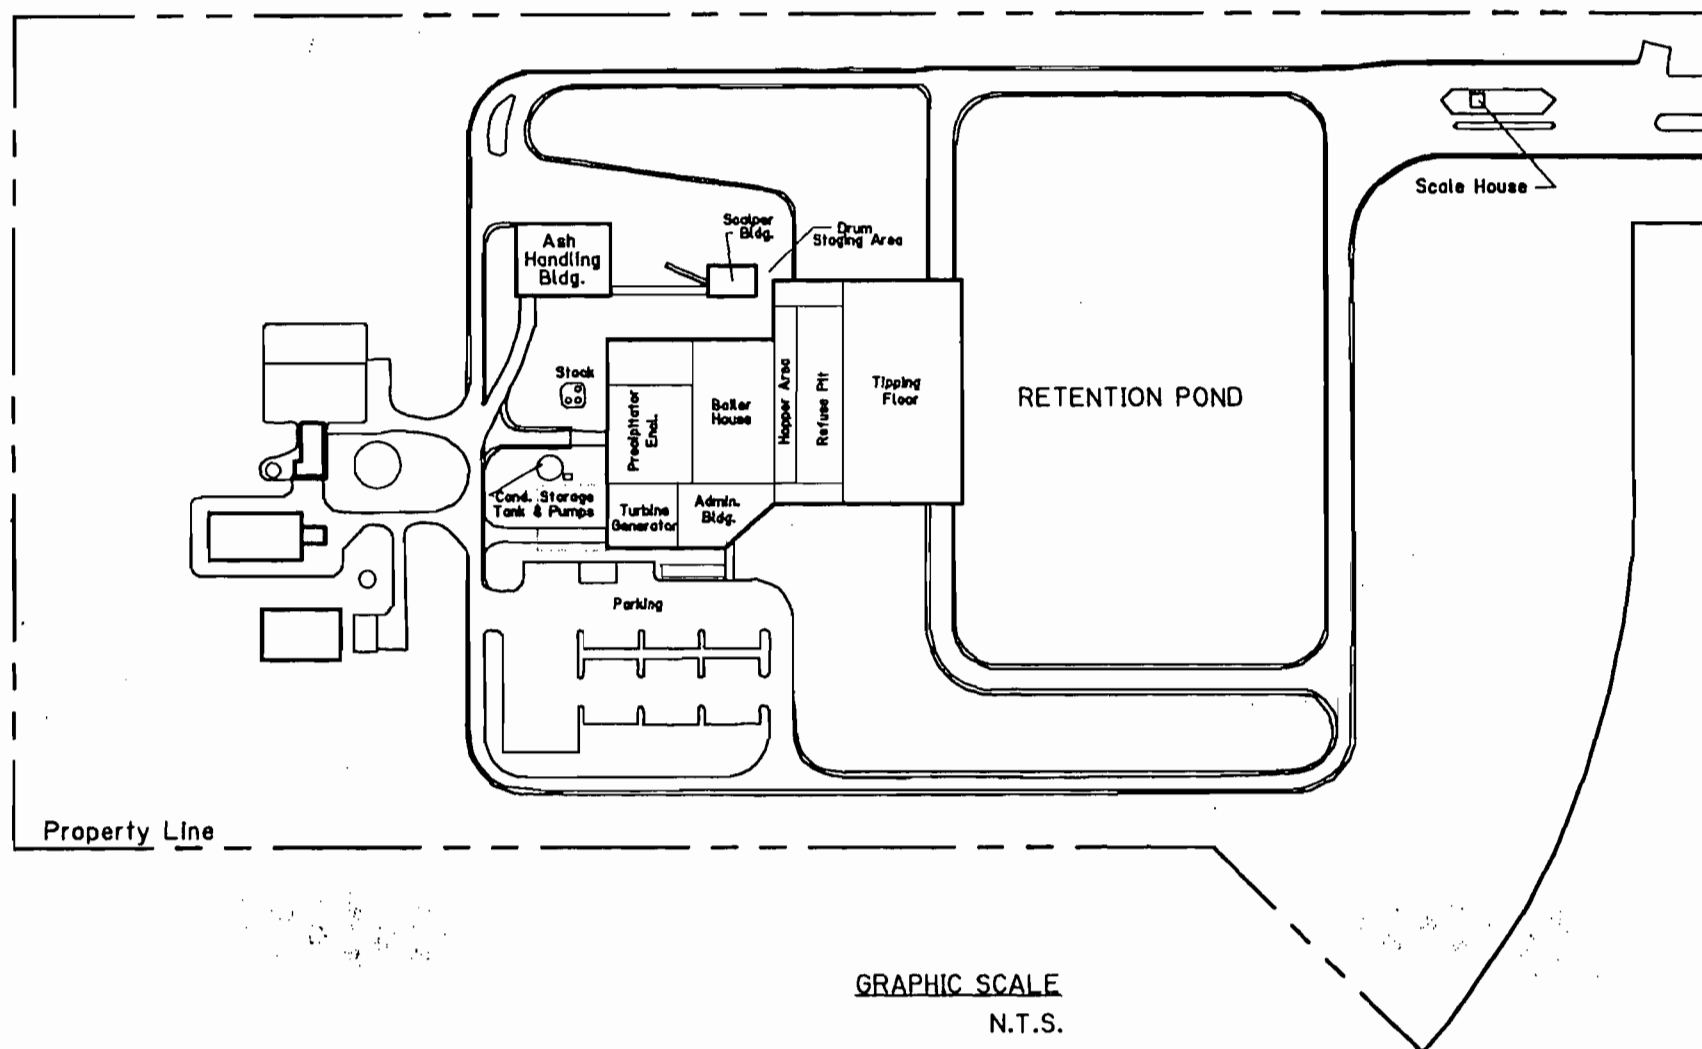 Scale House
Scalper
Bldg.
Drum
Staging Area
Ash
Handling
Bldg.
Stack
Precipitator
Encl.
Boiler
House
Hopper Area
Refuse Pit
Tipping
Floor
RETENTION POND
Cond. Storage
Tank & Pumps
Turbine
Generator
Admin.
Bldg.
Parking
Property Line
GRAPHIC SCALE
N.T.S.